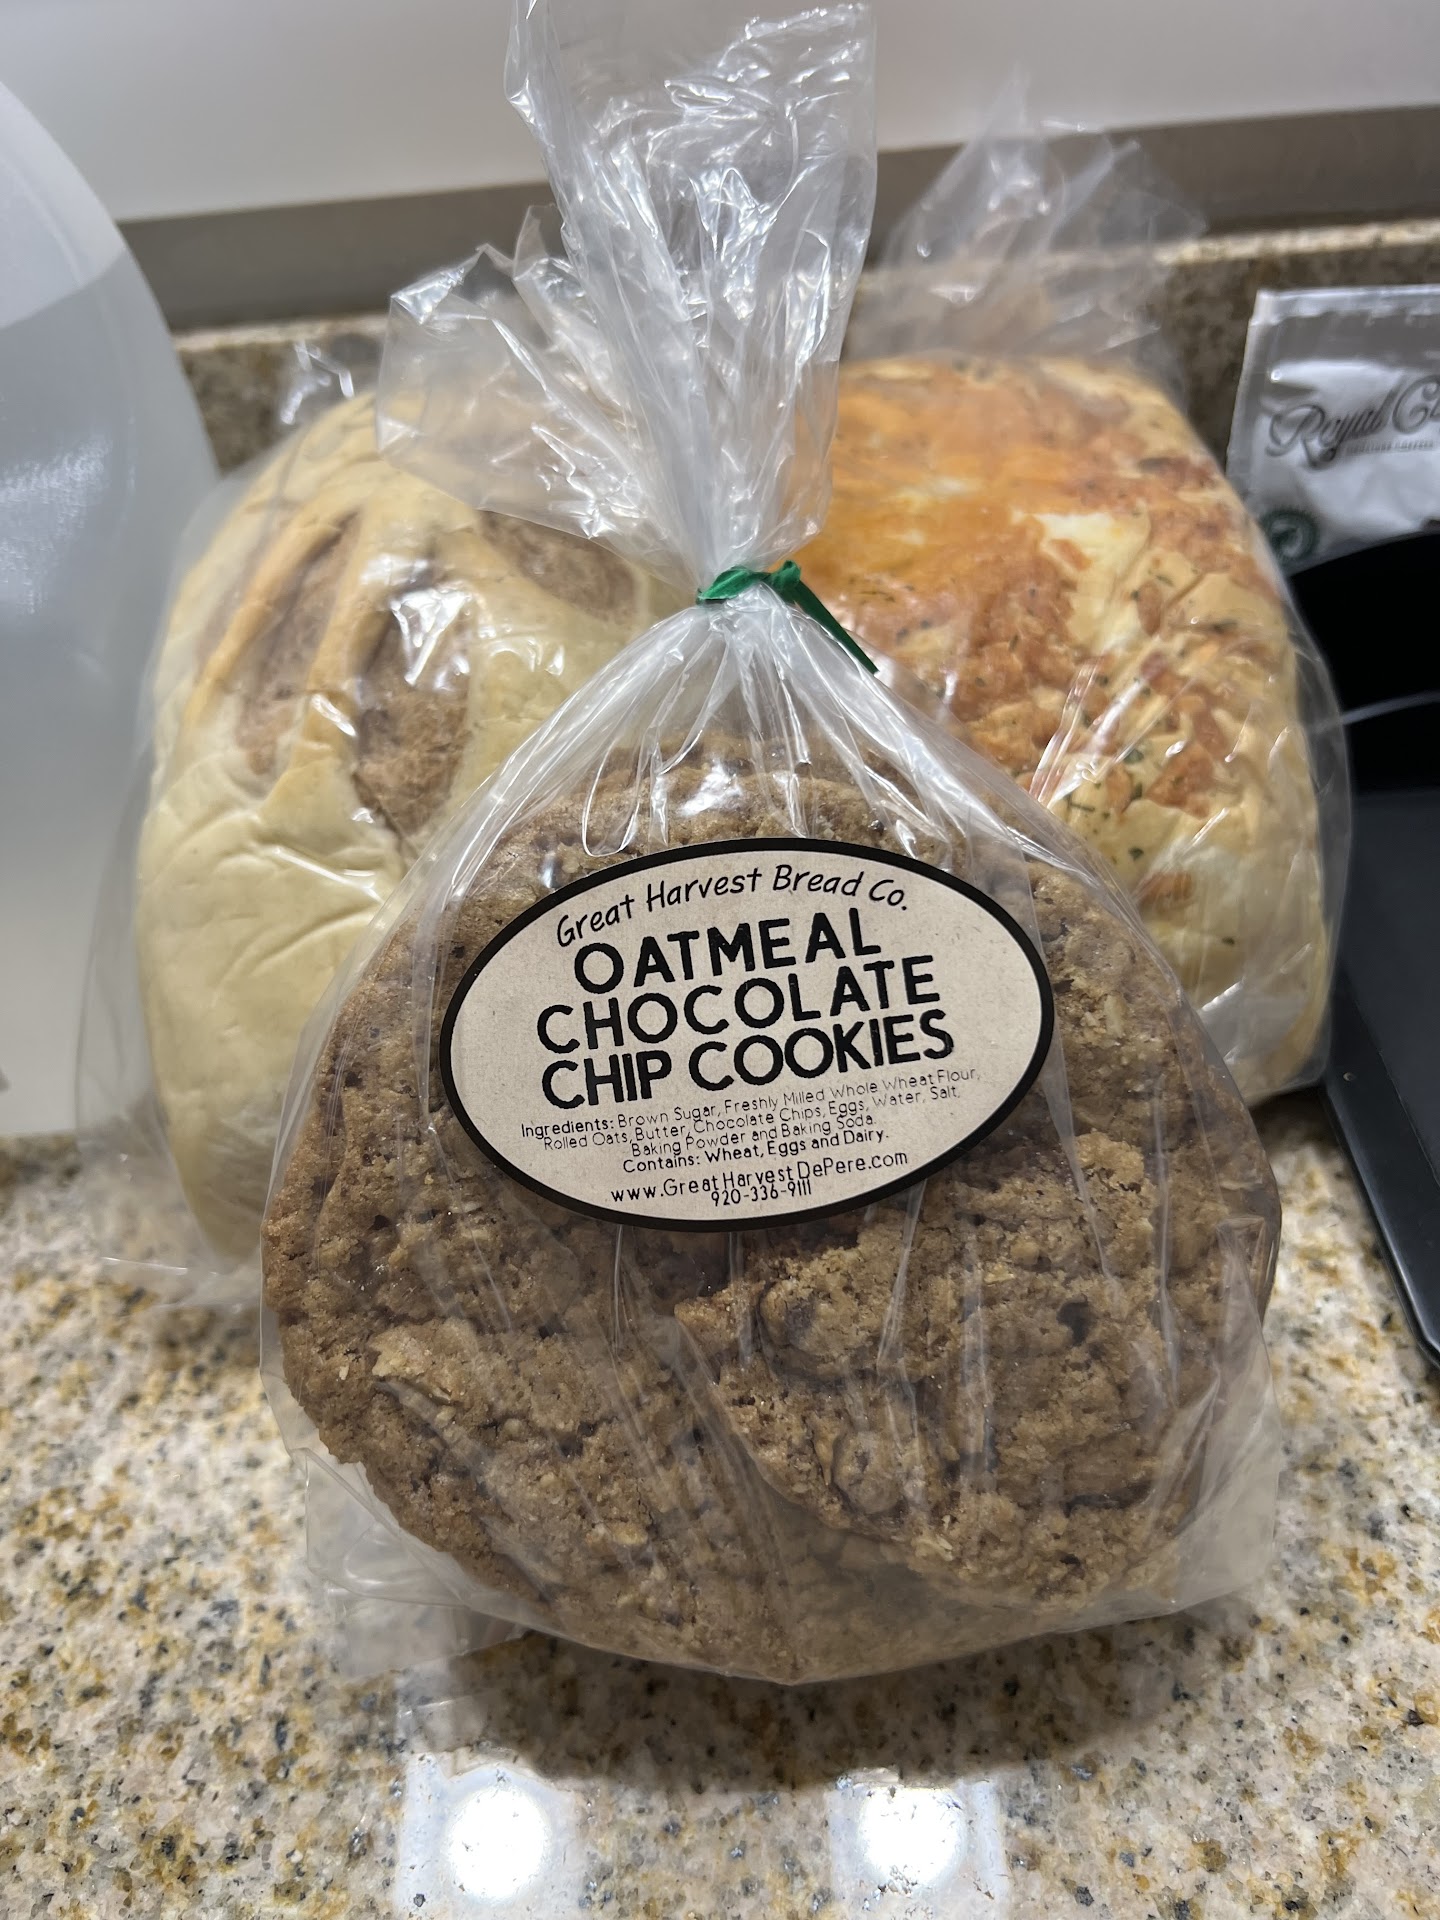 Royal C
Great Harvest Bread Co.
OATMEAL
CHOCOLATE
CHIP COOKIES
Ingredients: Brown Sugar, Freshly Milled Whole Wheat Flour,
Rolled Oats, Butter, Chocolate Chips, Eggs, Water, Salt,
Baking Powder and Baking Soda.
Contains: Wheat, Eggs and Dairy.
www.GreatHarvestDePere.com
920-336-9111